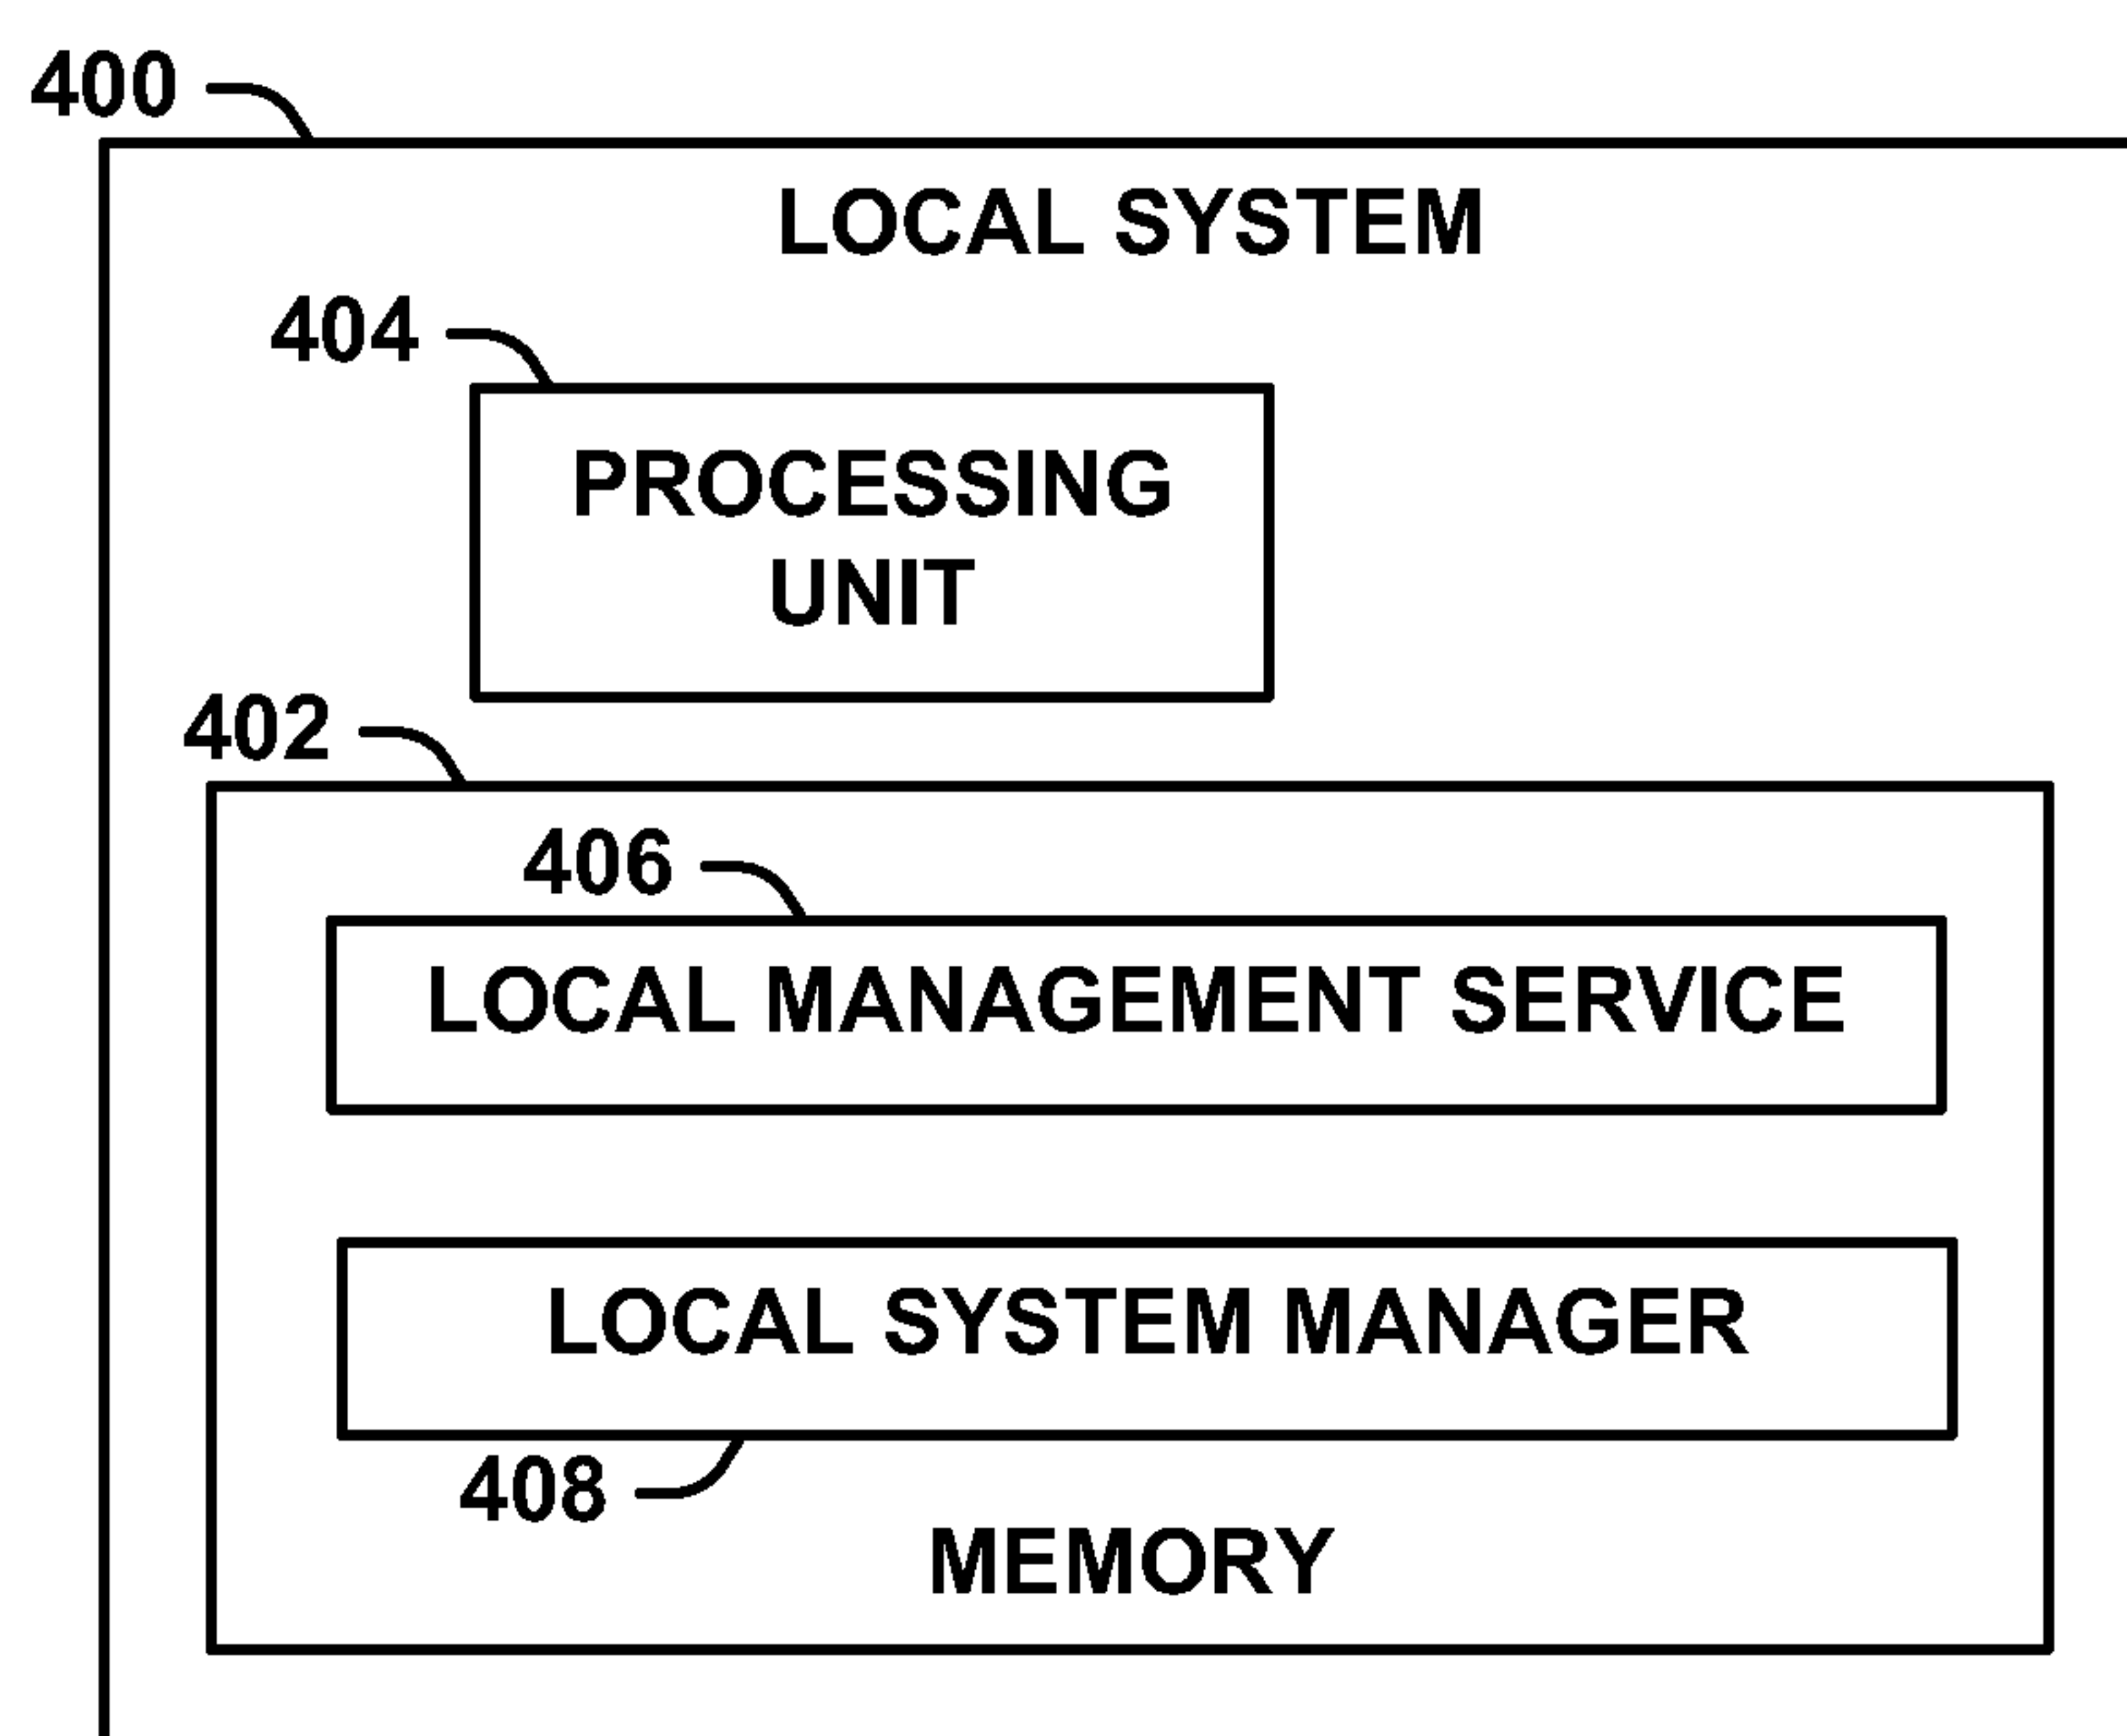 400
LOCAL SYSTEM
404
PROCESSING
UNIT
402
406
LOCAL MANAGEMENT SERVICE
LOCAL SYSTEM MANAGER
408
MEMORY